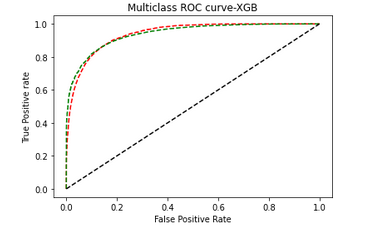 Multiclass ROC curve-XGB
True Positive rate
1.0
0.8
0.6
0.4
0.2
0.0
0.0 0.2 0.4 0.6 0.8 1.0
False Positive Rate